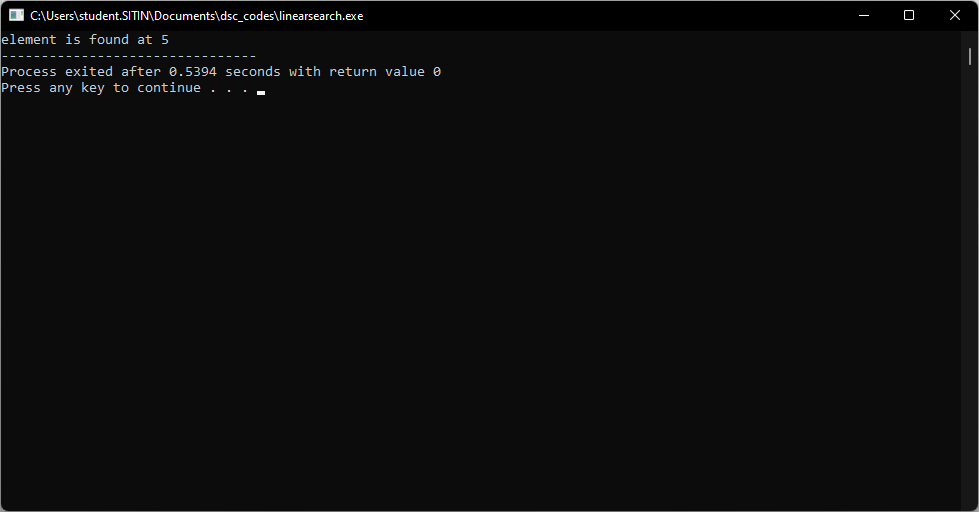 C:\Users\student.SITIN\Documents\dsc_codes\linearsearch.exe
element is found at 5
--------------------------------
Process exited after 0.5394 seconds with return value 0
Press any key to continue . . .